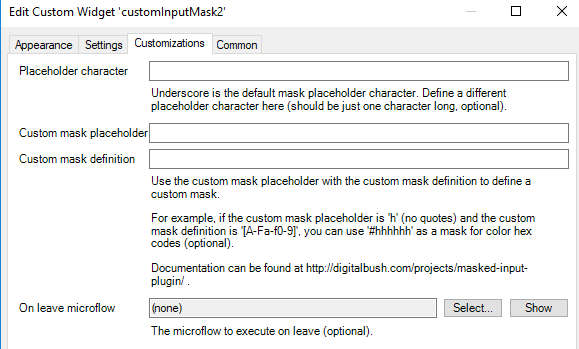 Edit Custom Widget 'customInputMask2'
Appearance Settings Customizations Common
Placeholder character
Underscore is the default mask placeholder character. Define a different
placeholder character here (should be just one character long, optional).
Custom mask placeholder
Custom mask definition
Use the custom mask placeholder with the custom mask definition to define a
custom mask.
For example, if the custom mask placeholder is 'h' (no quotes) and the custom
mask definition is '[A-Fa-f0-9]', you can use '#hhhhhh' as a mask for color hex
codes (optional).
Documentation can be found at http://digitalbush.com/projects/masked-input-
plugin/ .
On leave microflow (none) Select... Show
The microflow to execute on leave (optional).